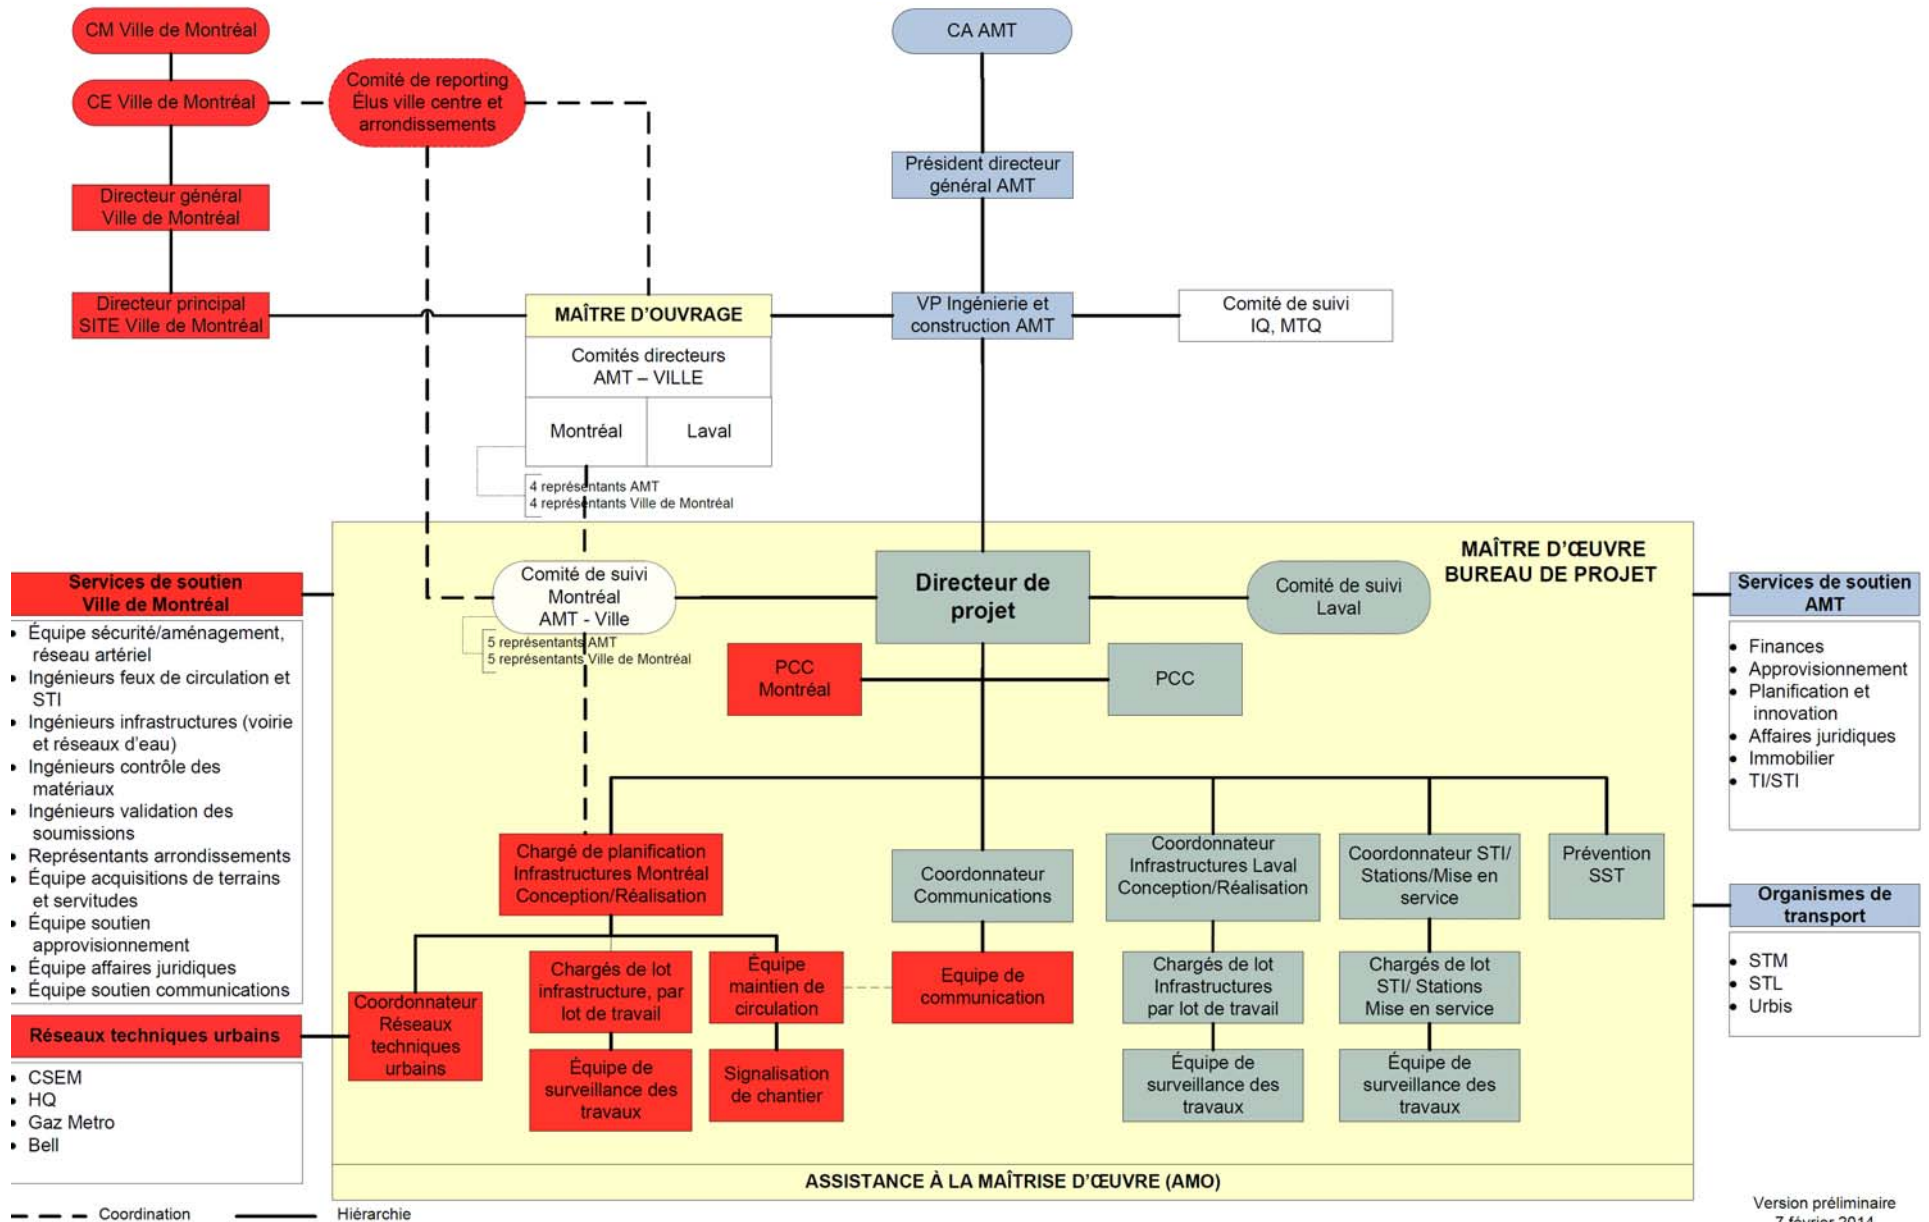 CM Ville de Montréal
CE Ville de Montréal
Comité de reporting
Élus ville centre et
arrondissements
Directeur général
Ville de Montréal
Directeur principal
SITE Ville de Montréal
CA AMT
Président directeur
général AMT
MAÎTRE D'OUVRAGE
Comités directeurs
AMT – VILLE
Montréal
Laval
4 représentants AMT
4 représentants Ville de Montréal
VP Ingénierie et
construction AMT
Comité de suivi
IQ, MTQ
MAÎTRE D'ŒUVRE
BUREAU DE PROJET
Comité de suivi
Montréal
AMT - Ville
5 représentants AMT
5 représentants Ville de Montréal
Directeur de
projet
Comité de suivi
Laval
PCC
Montréal
PCC
Services de soutien
Ville de Montréal
• Équipe sécurité/aménagement,
réseau artériel
• Ingénieurs feux de circulation et
STI
• Ingénieurs infrastructures (voirie
et réseaux d'eau)
• Ingénieurs contrôle des
matériaux
• Ingénieurs validation des
soumissions
• Représentants arrondissements
• Équipe acquisitions de terrains
et servitudes
• Équipe soutien
approvisionnement
• Équipe affaires juridiques
• Équipe soutien communications
Réseaux techniques urbains
• CSEM
• HQ
• Gaz Metro
• Bell
Chargé de planification
Infrastructures Montréal
Conception/Réalisation
Coordonnateur
Communications
Coordonnateur
Infrastructures Laval
Conception/Réalisation
Coordonnateur STI/
Stations/Mise en
service
Prévention
SST
Coordonnateur
Réseaux
techniques
urbains
Chargés de lot
infrastructure, par
lot de travail
Équipe
maintien de
circulation
Equipe de
communication
Chargés de lot
Infrastructures
par lot de travail
Chargés de lot
STI/ Stations
Mise en service
Équipe de
surveillance des
travaux
Signalisation
de chantier
Équipe de
surveillance des
travaux
Équipe de
surveillance des
travaux
Services de soutien
AMT
• Finances
• Approvisionnement
• Planification et
innovation
• Affaires juridiques
• Immobilier
• TI/STI
Organismes de
transport
• STM
• STL
• Urbis
ASSISTANCE À LA MAÎTRISE D'ŒUVRE (AMO)
Coordination
Hiérarchie
Version préliminaire
7 février 2014